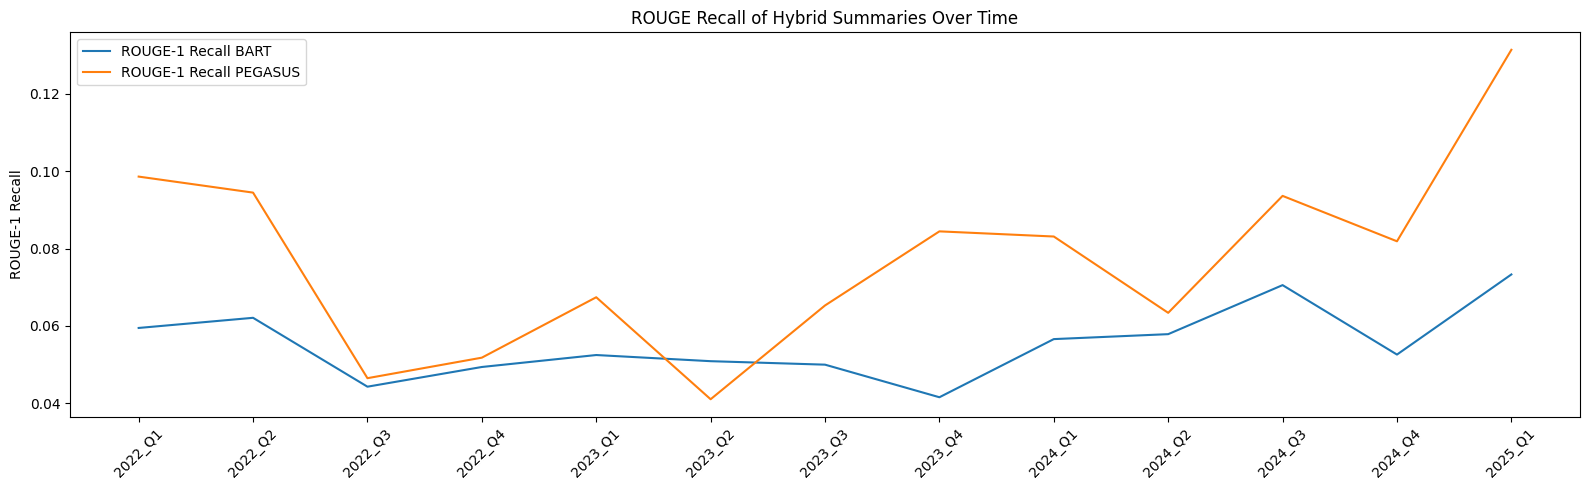 ROUGE Recall of Hybrid Summaries Over Time
ROUGE-1 Recall BART
ROUGE-1 Recall PEGASUS
ROUGE-1 Recall
0.12
0.10
0.08
0.06
0.04
2022_Q1
2022_Q2
2022_Q3
2022_Q4
2023_Q1
2023_Q2
2023_Q3
2023_Q4
2024_Q1
2024_Q2
2024_Q3
2024_Q4
2025_Q1